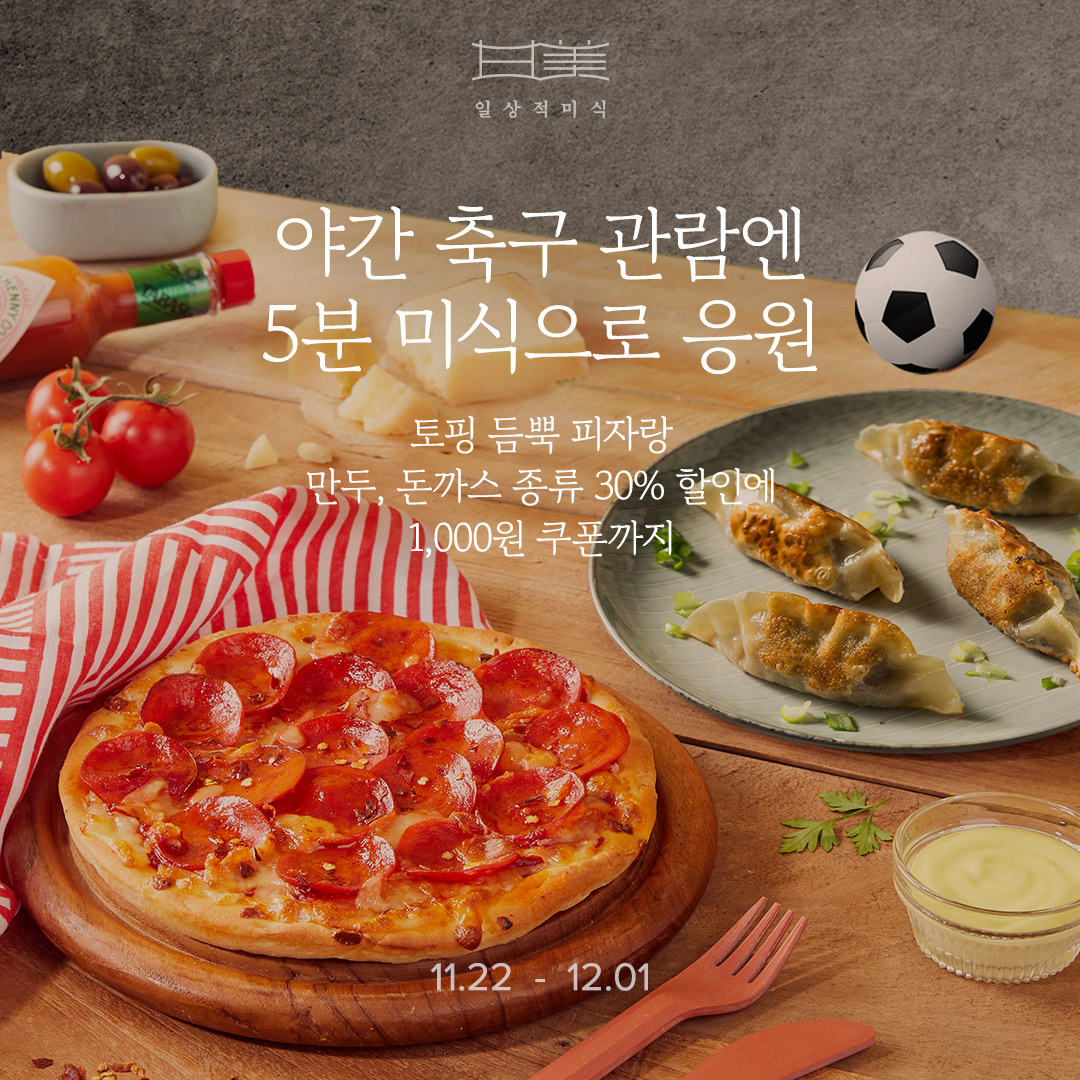 日美
일상적미식
야간 축구 관람엔
5분 미식으로 응원
토핑 듬뿍 피자랑
만두, 돈까스 종류 30% 할인에
1,000원 쿠폰까지
11.22 - 12.01